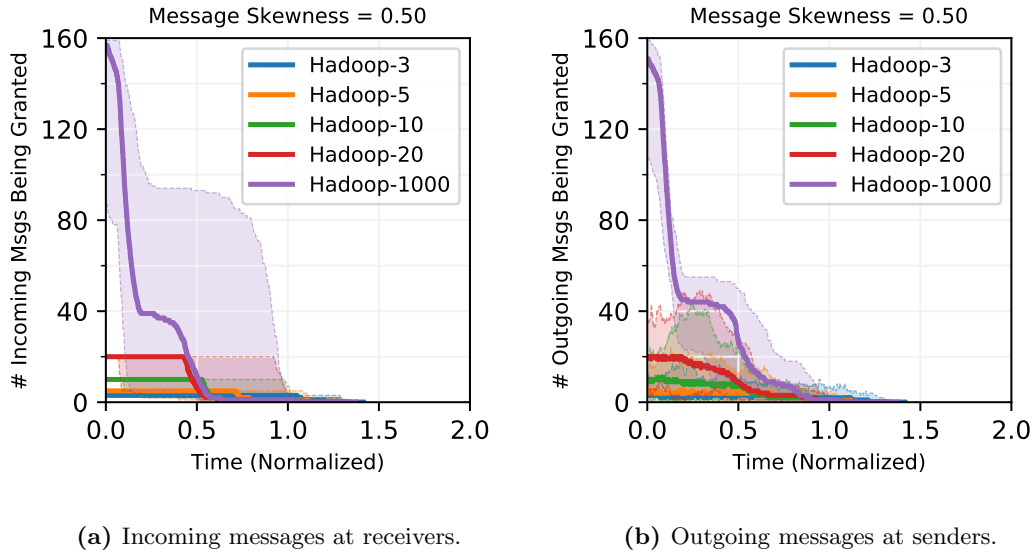 Message Skewness = 0.50
# Incoming Msgs Being Granted
160
120
80
40
0
Hadoop-3
Hadoop-5
Hadoop-10
Hadoop-20
Hadoop-1000
0.0 0.5 1.0 1.5 2.0
Time (Normalized)
(a) Incoming messages at receivers.
Message Skewness = 0.50
# Outgoing Msgs Being Granted
160
120
80
40
0
Hadoop-3
Hadoop-5
Hadoop-10
Hadoop-20
Hadoop-1000
0.0 0.5 1.0 1.5 2.0
Time (Normalized)
(b) Outgoing messages at senders.